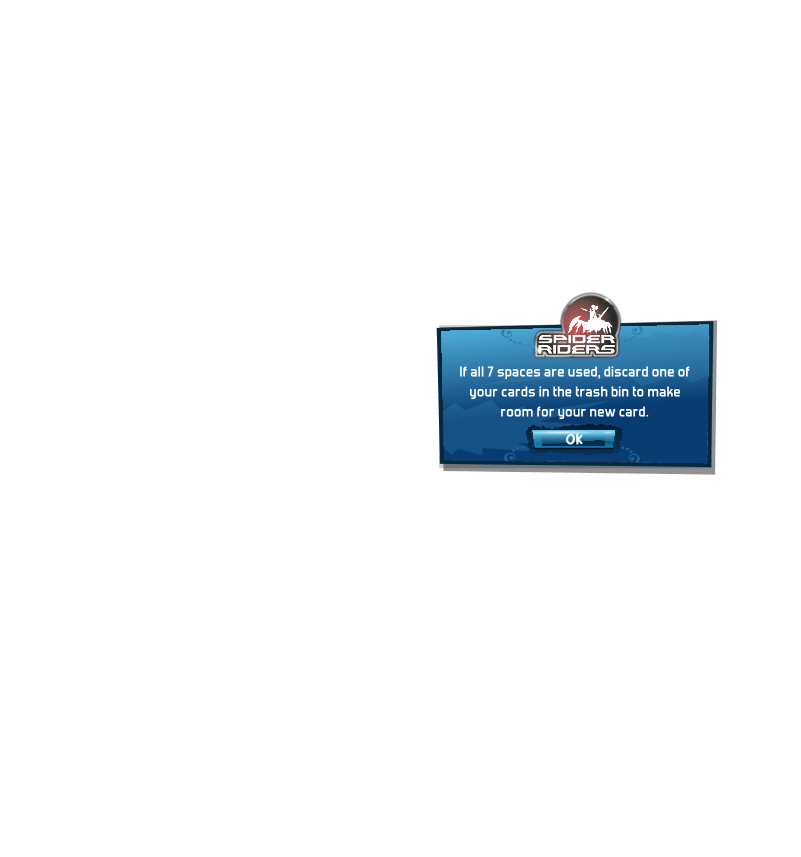 SPIDER
RIDERS
If all 7 spaces are used, discard one of
your cards in the trash bin to make
room for your new card.
OK